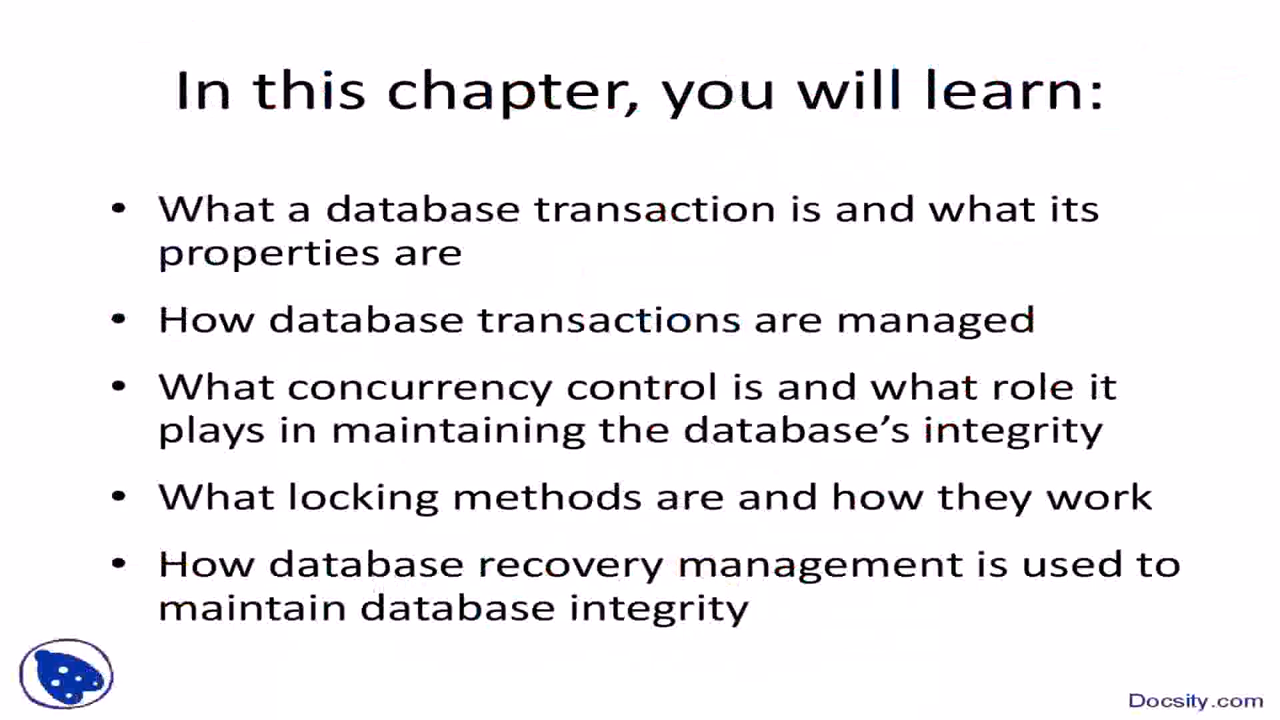 In this chapter, you will learn:
• What a database transaction is and what its
properties are
• How database transactions are managed
• What concurrency control is and what role it
plays in maintaining the database’s integrity
• What locking methods are and how they work
• How database recovery management is used to
maintain database integrity
Docsity.com